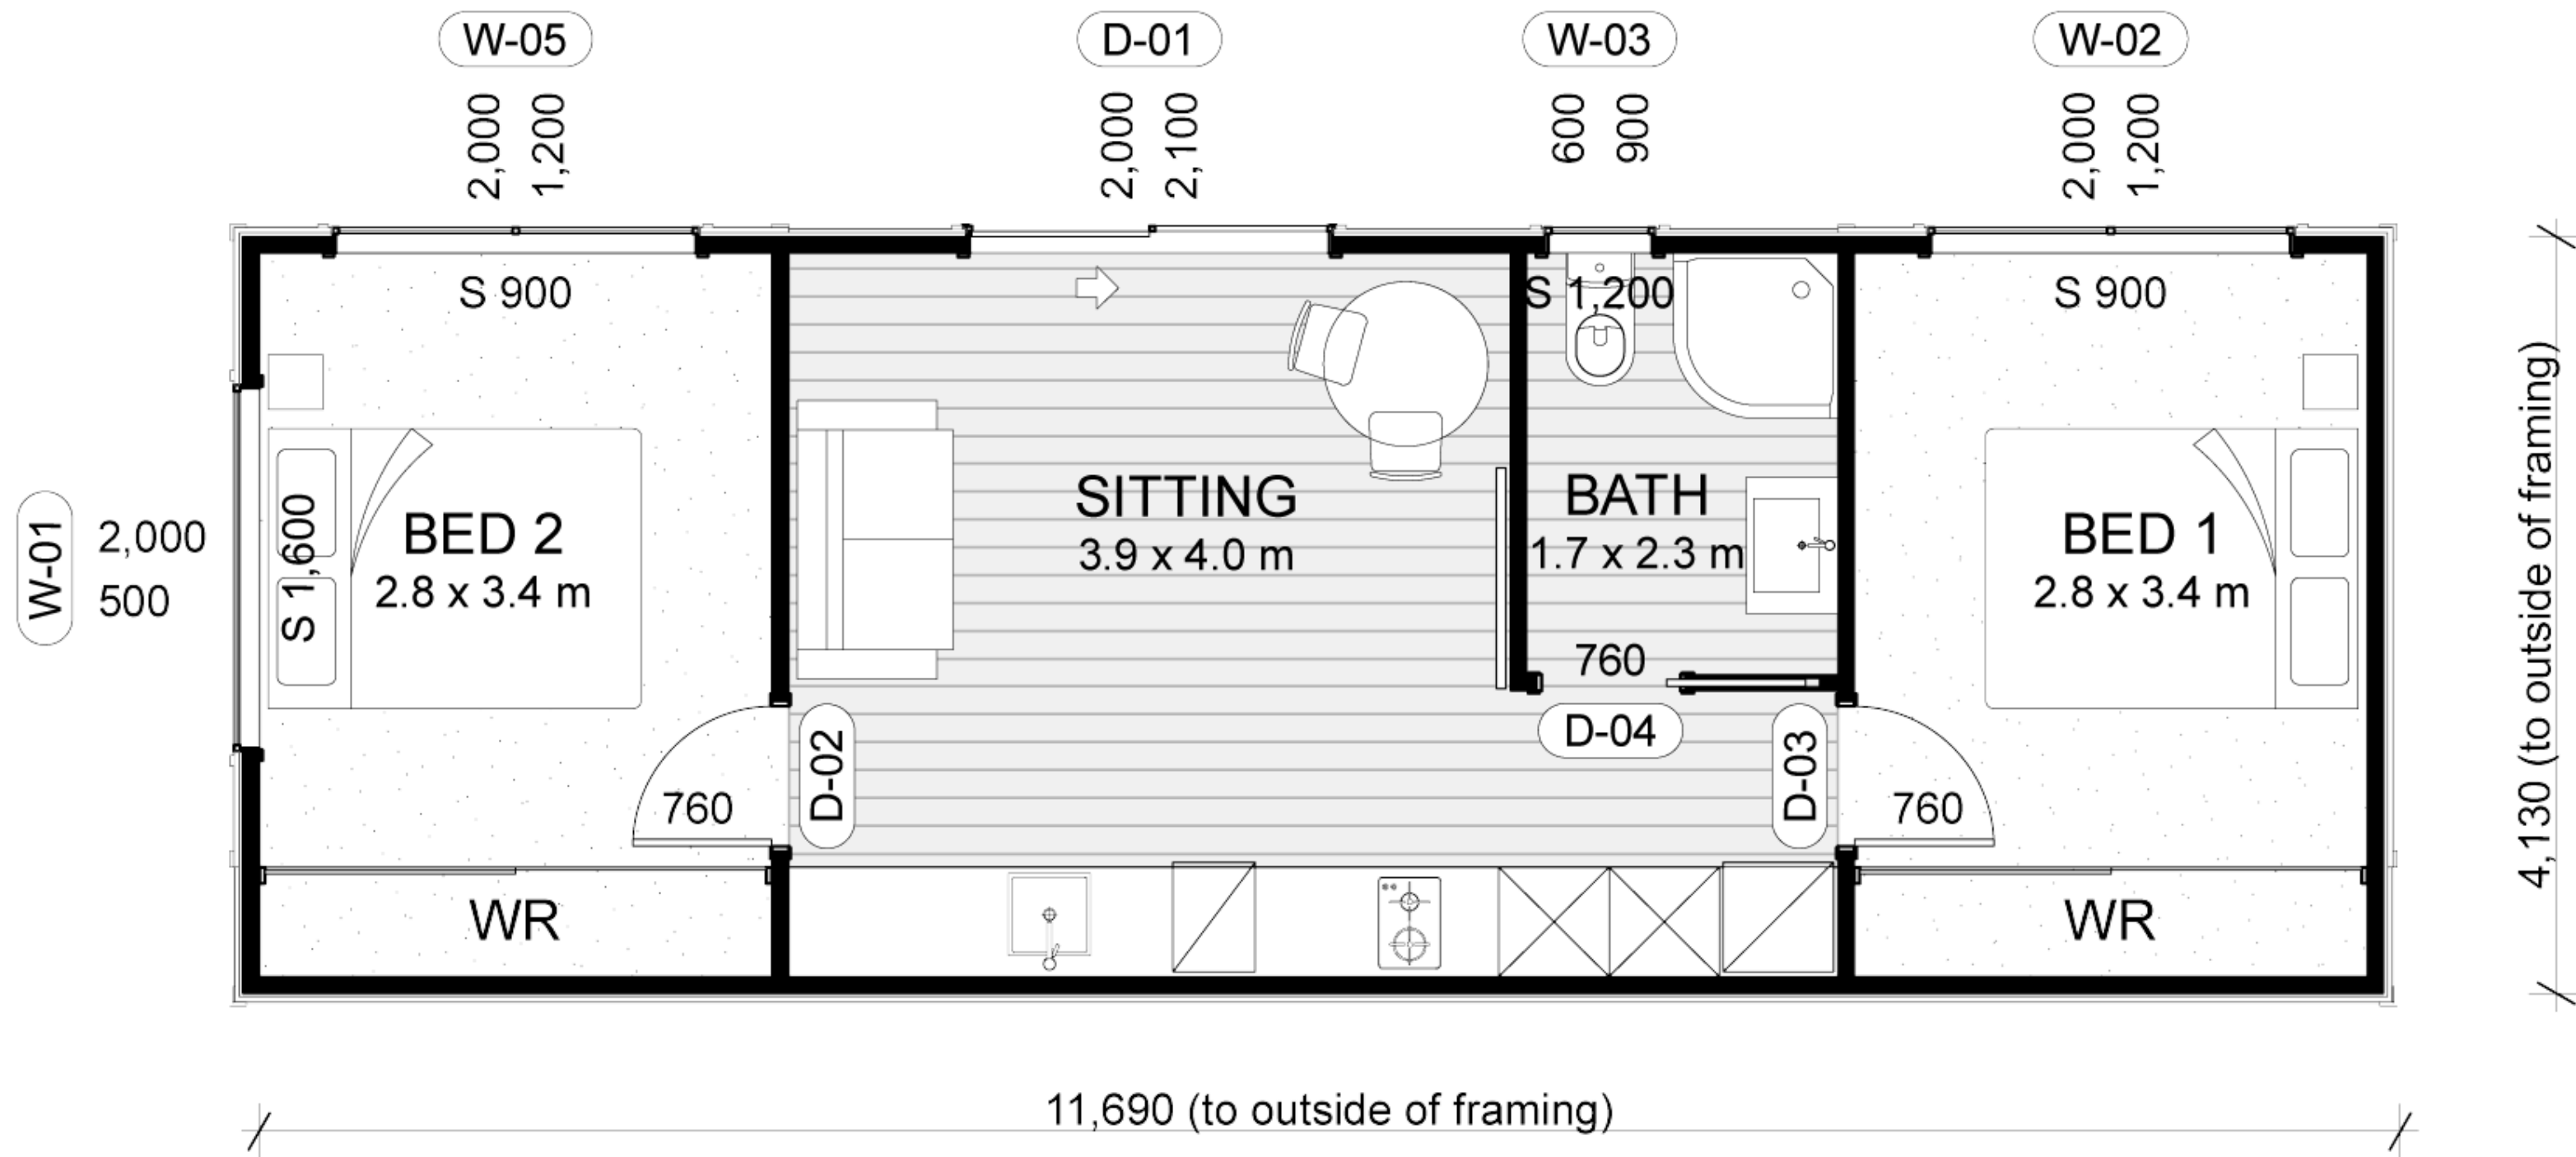 W-05
D-01
W-03
W-02
2,000
1,200
2,000
2,100
600
900
2,000
1,200
S 900
S 1,200
S 900
W-01
2,000
500
S 1,600
BED 2
2.8 x 3.4 m
SITTING
3.9 x 4.0 m
BATH
1.7 x 2.3 m
BED 1
2.8 x 3.4 m
4,130 (to outside of framing)
760
D-04
D-02
D-03
760
760
WR
WR
11,690 (to outside of framing)